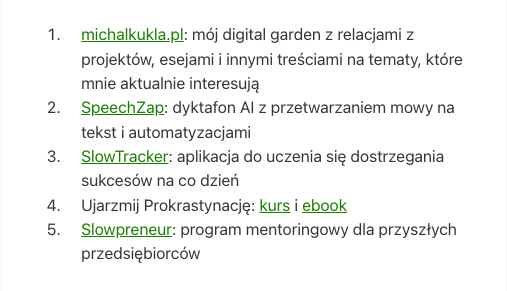 1. michalkukla.pl: mój digital garden z relacjami z
projektów, esejami i innymi treściami na tematy, które
mnie aktualnie interesują
2. SpeechZap: dyktafon AI z przetwarzaniem mowy na
tekst i automatyzacjami
3. SlowTracker: aplikacja do uczenia się dostrzegania
sukcesów na co dzień
4. Ujarzmij Prokrastynację: kurs i ebook
5. Slowpreneur: program mentoringowy dla przyszłych
przedsiębiorców